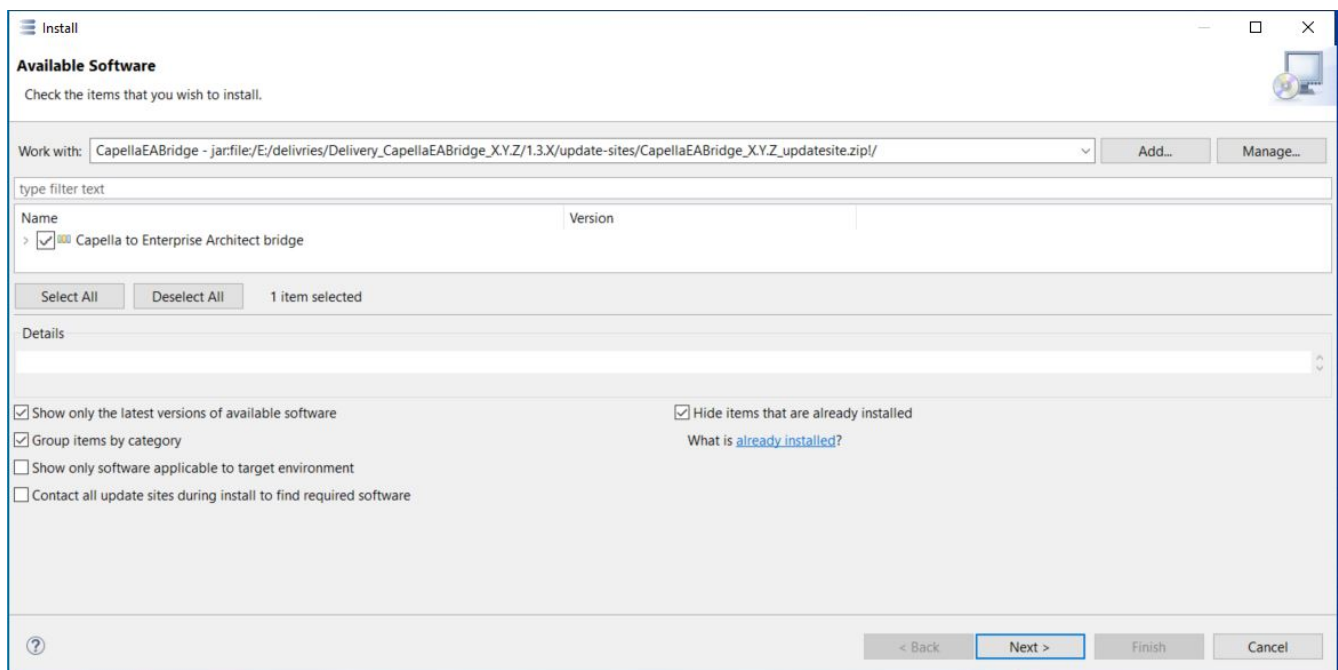 Install
Available Software
Check the items that you wish to install.
Work with: CapellaEABridge - jar:file:/E:/delivries/Delivery_CapellaEABridge_X.Y.Z/1.3.X/update-sites/CapellaEABridge_X.Y.Z_updatesite.zip!/ Add... Manage...
type filter text
Name Version
Capella to Enterprise Architect bridge
Select All Deselect All 1 item selected
Details
Show only the latest versions of available software Hide items that are already installed
Group items by category What is already installed?
Show only software applicable to target environment
Contact all update sites during install to find required software
? < Back Next > Finish Cancel